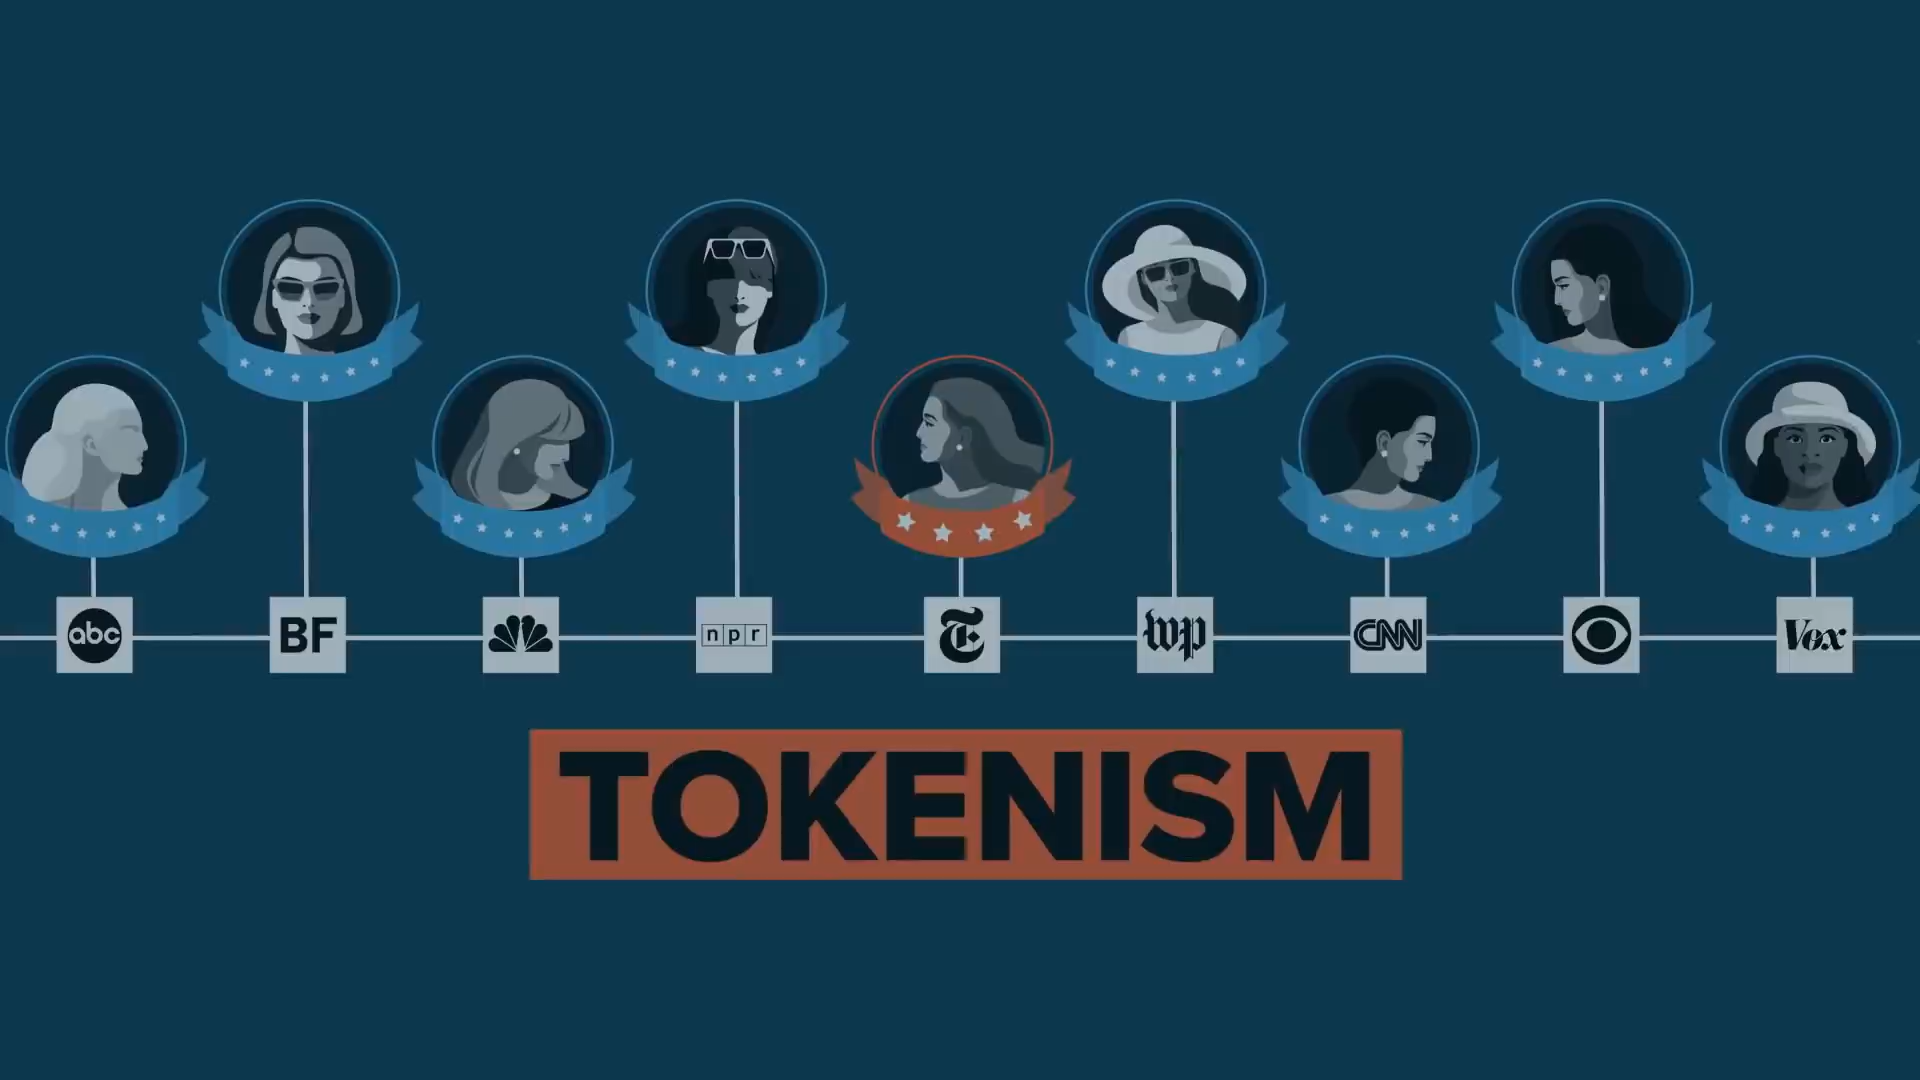 abc
BF
npr
T
wp
CNN
Vox
TOKENISM